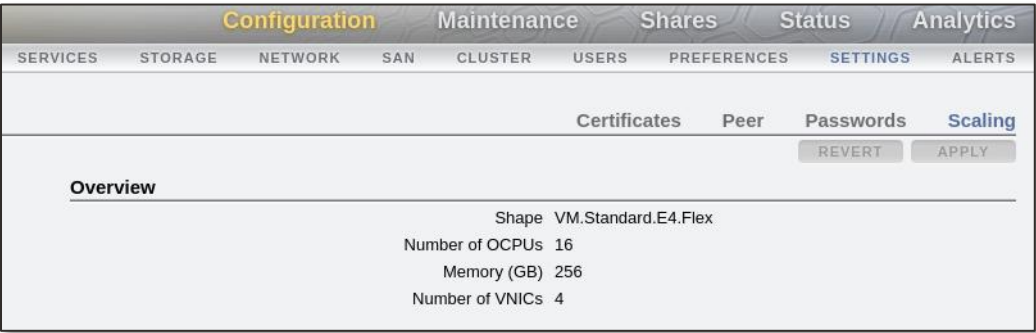 Configuration Maintenance Shares Status Analytics
SERVICES STORAGE NETWORK SAN CLUSTER USERS PREFERENCES SETTINGS ALERTS
Certificates Peer Passwords Scaling
REVERT APPLY
Overview
Shape VM.Standard.E4.Flex
Number of OCPUs 16
Memory (GB) 256
Number of VNICs 4